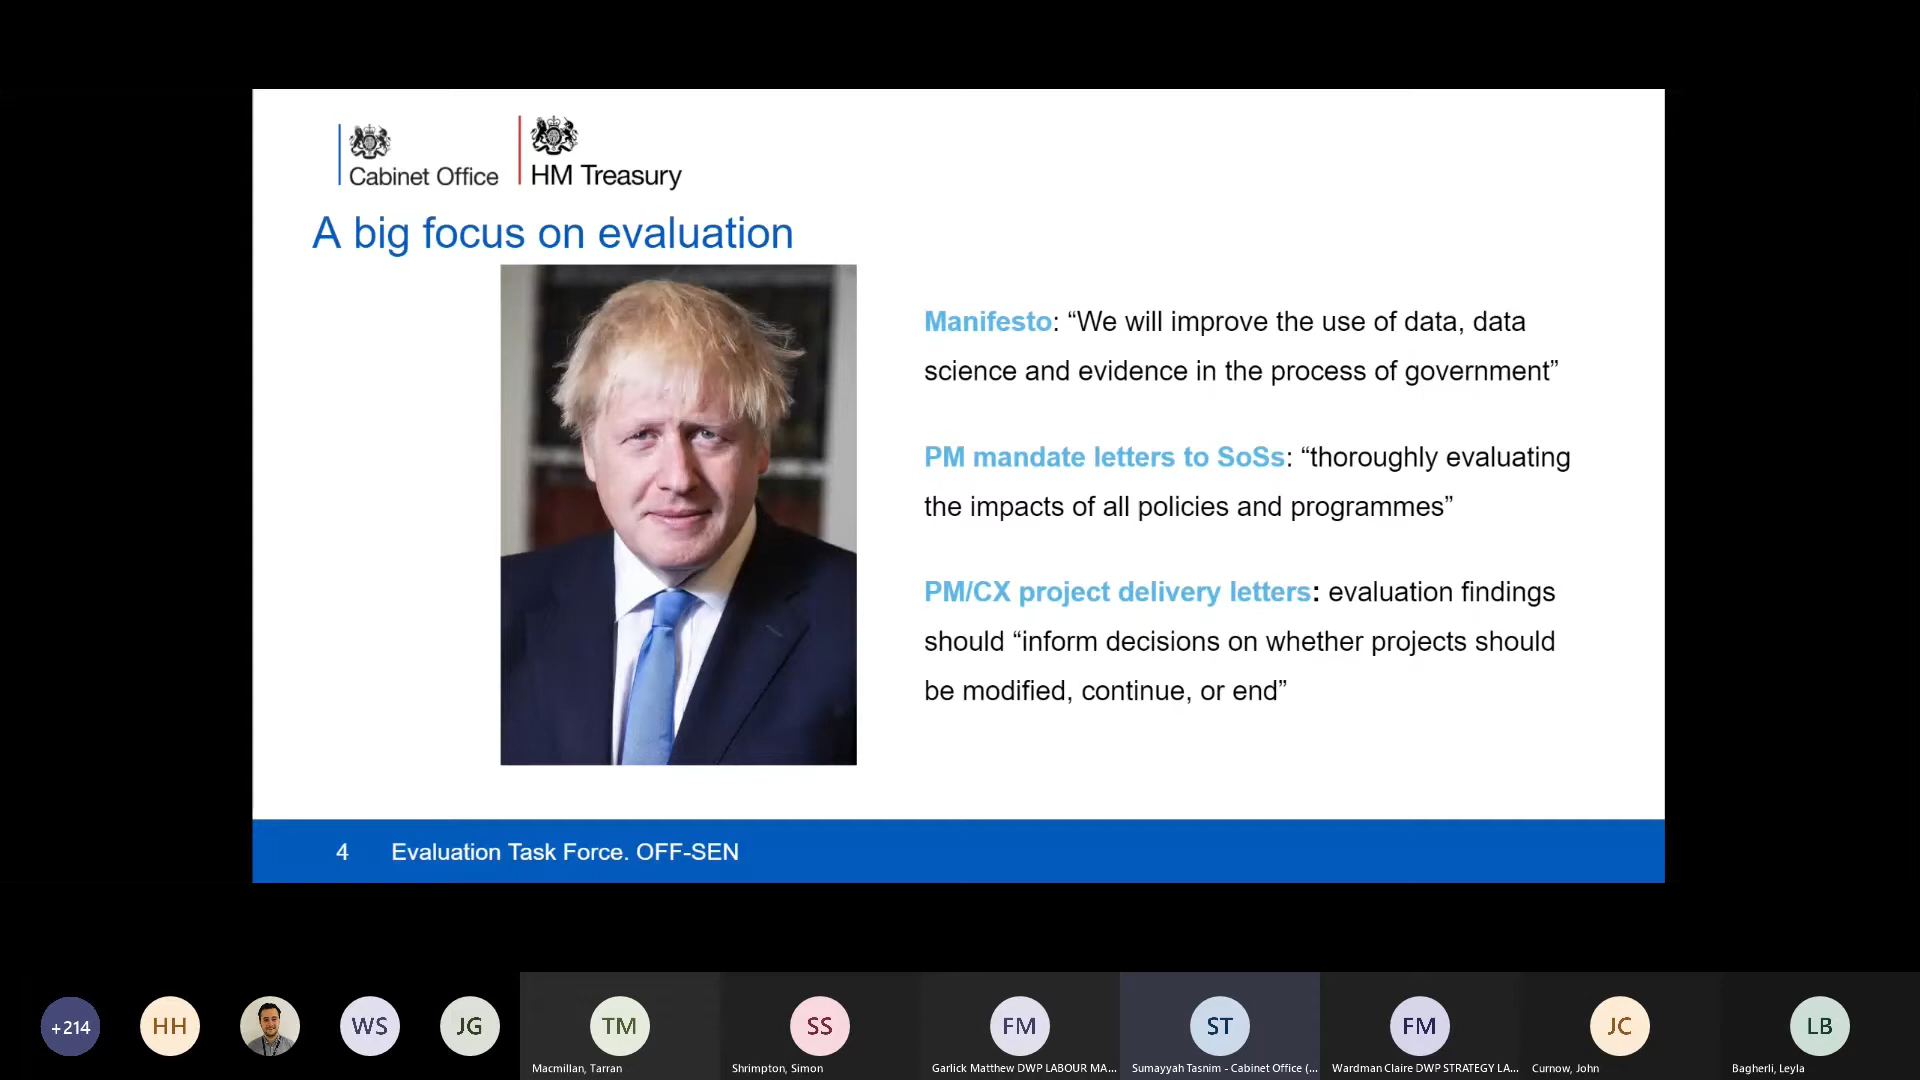 Cabinet Office
HM Treasury
A big focus on evaluation
Manifesto: “We will improve the use of data, data
science and evidence in the process of government”
PM mandate letters to SoSs: “thoroughly evaluating
the impacts of all policies and programmes”
PM/CX project delivery letters: evaluation findings
should “inform decisions on whether projects should
be modified, continue, or end”
4 Evaluation Task Force. OFF-SEN
+214
HH
WS
JG
TM
Macmillan, Tarran
SS
Shrimpton, Simon
FM
Garlick Matthew DWP LABOUR MA...
ST
Sumayyah Tasnim - Cabinet Office (...
FM
Wardman Claire DWP STRATEGY LA...
JC
Curnow, John
LB
Bagherli, Leyla